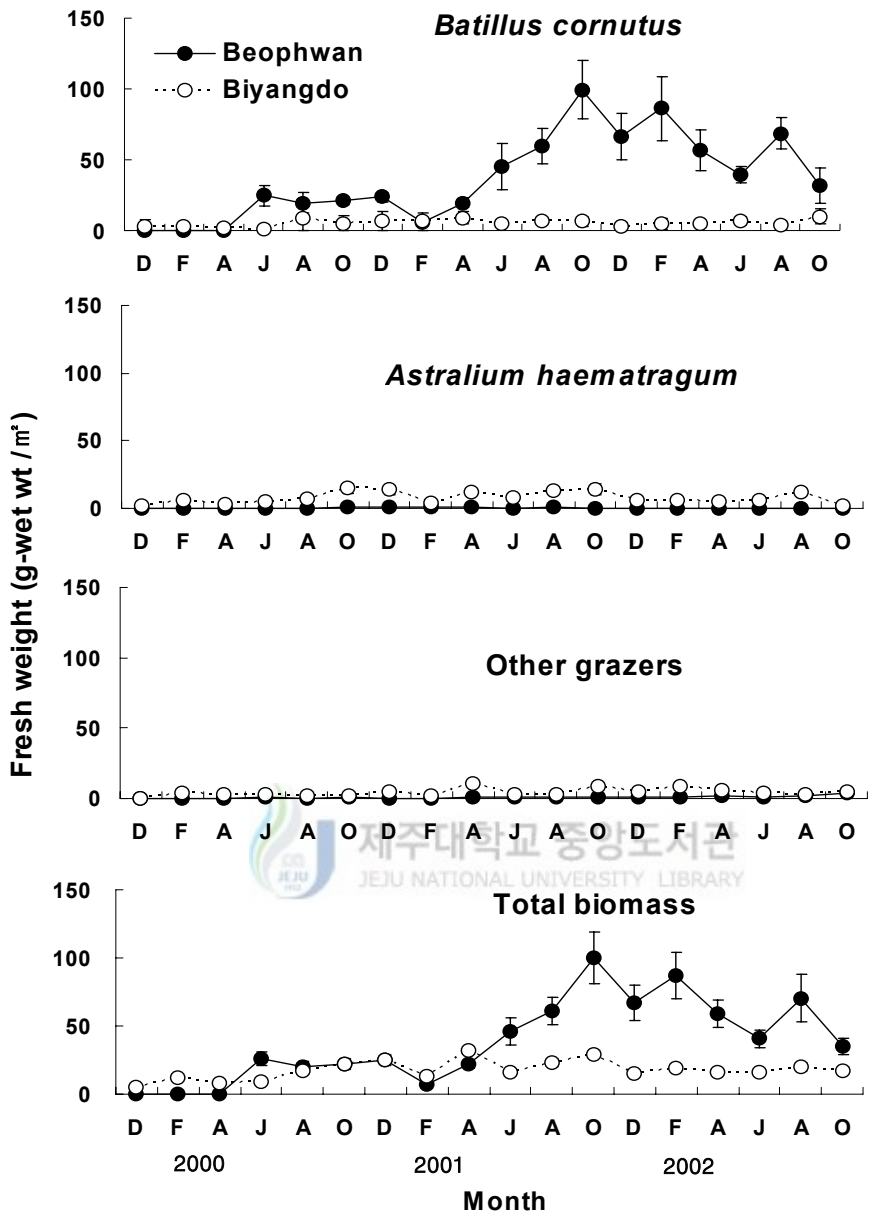 Batillus cornutus
Beophwan
Biyangdo
150
100
50
0
D F A J A O D F A J A O D F A J A O
Astralium haematragum
150
100
50
0
D F A J A O D F A J A O D F A J A O
Other grazers
150
100
50
0
D F A J A O D F A J A O D F A J A O
제주대학교 중앙도서관
JEJU NATIONAL UNIVERSITY LIBRARY
JEJU
1952
Total biomass
150
100
50
0
D F A J A O D F A J A O D F A J A O
2000 2001 2002
Month
Fresh weight (g-wet wt /㎡)